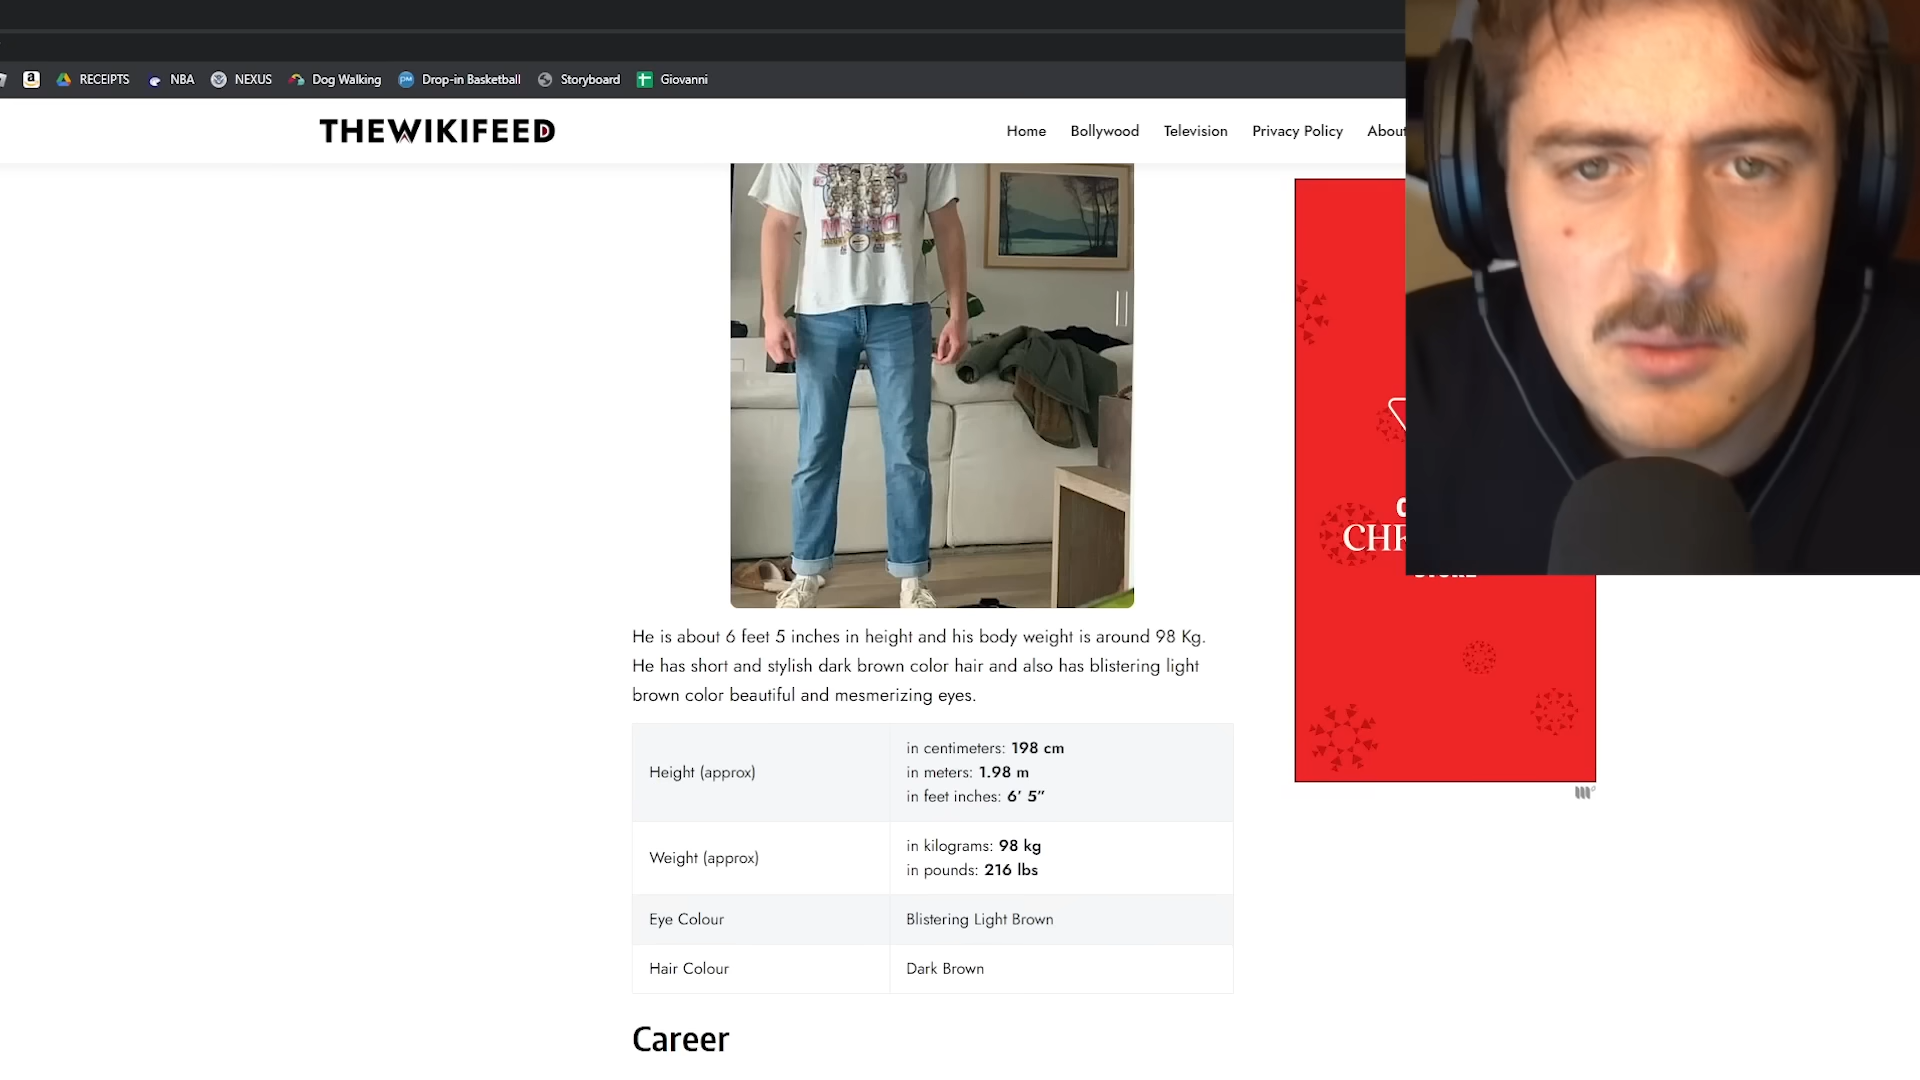 RECEIPTS NBA NEXUS Dog Walking Drop-in Basketball Storyboard Giovanni
THEWIKIFEED
Home Bollywood Television Privacy Policy About
He is about 6 feet 5 inches in height and his body weight is around 98 Kg.
He has short and stylish dark brown color hair and also has blistering light
brown color beautiful and mesmerizing eyes.
Height (approx)
in centimeters: 198 cm
in meters: 1.98 m
in feet inches: 6′ 5”
Weight (approx)
in kilograms: 98 kg
in pounds: 216 lbs
Eye Colour
Blistering Light Brown
Hair Colour
Dark Brown
Career